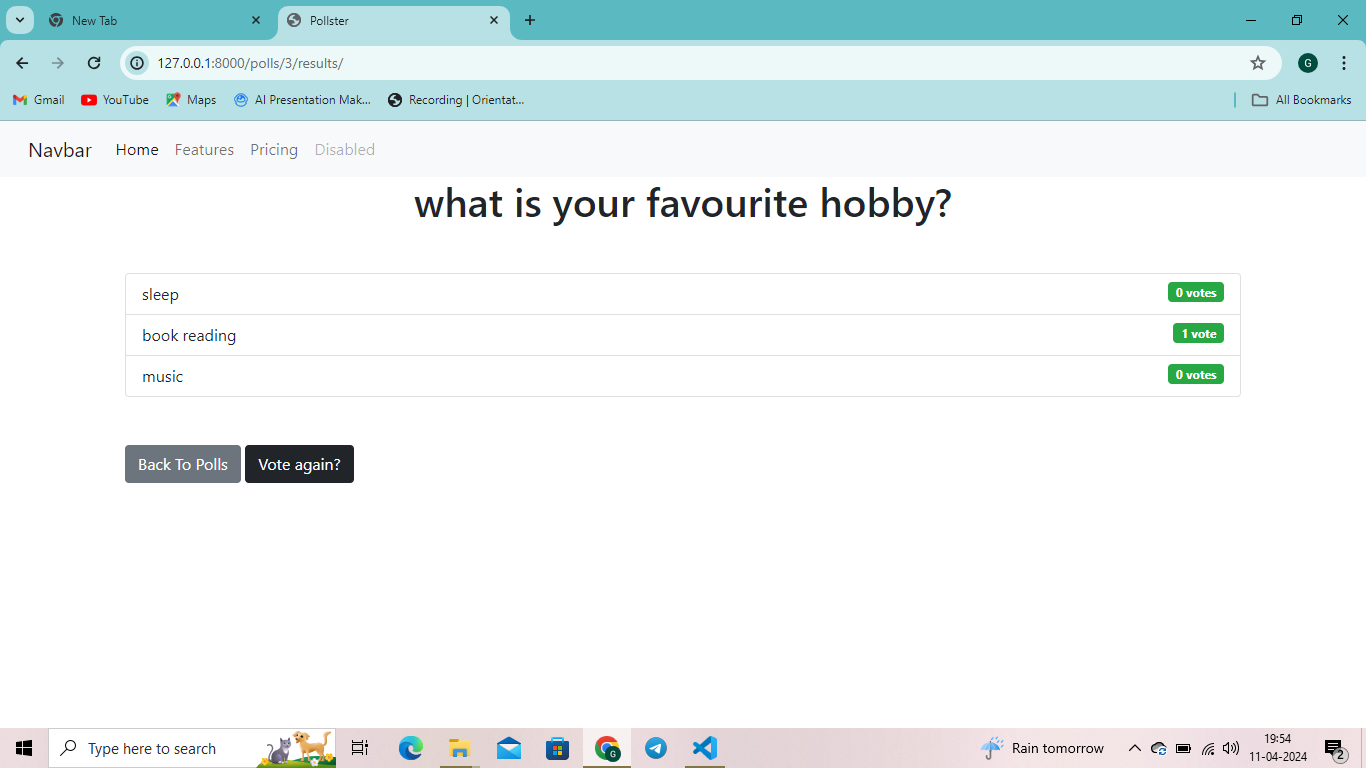 New Tab
Pollster
127.0.0.1:8000/polls/3/results/
G
Gmail
YouTube
Maps
AI Presentation Mak...
Recording | Orientat...
All Bookmarks
Navbar Home Features Pricing Disabled
what is your favourite hobby?
sleep 0 votes
book reading 1 vote
music 0 votes
Back To Polls Vote again?
Type here to search
G
Rain tomorrow
19:54
11-04-2024
2